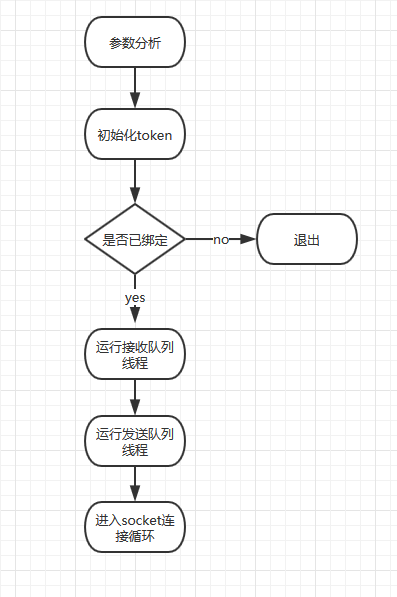 参数分析
初始化token
是否已绑定
no
退出
yes
运行接收队列
线程
运行发送队列
线程
进入socket连
接循环